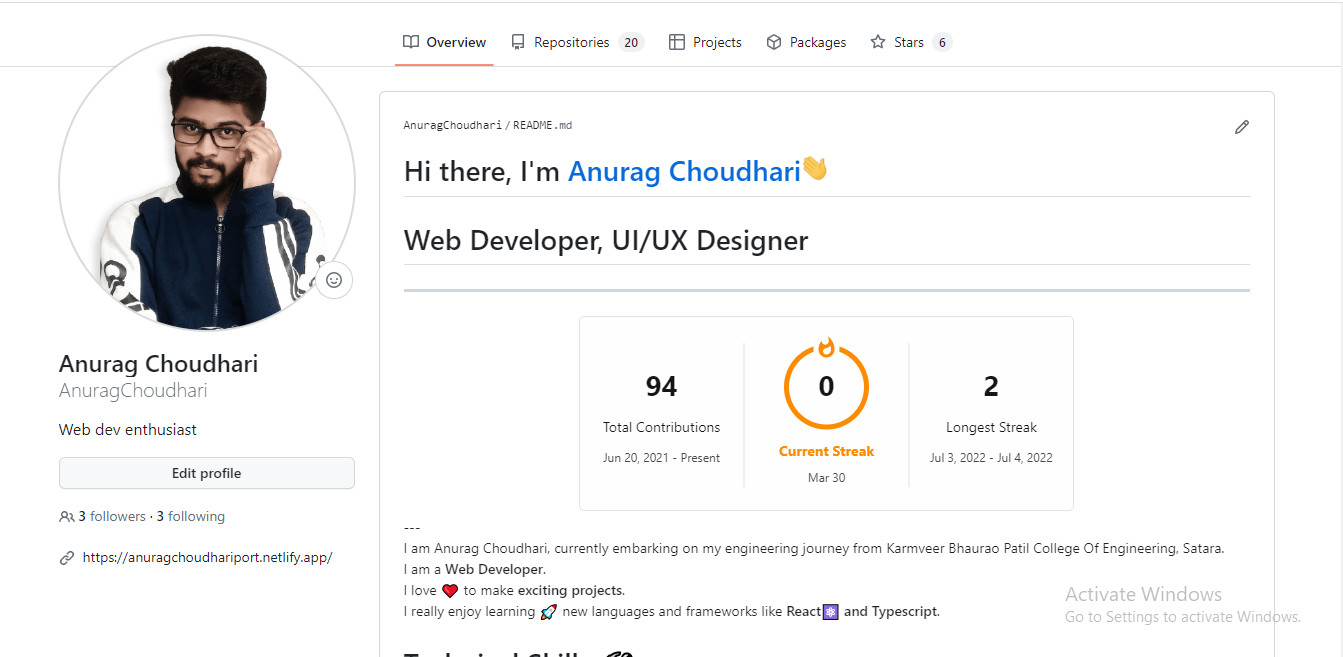 Overview Repositories 20 Projects Packages Stars 6
AnuragChoudhari / README.md
Hi there, I'm Anurag Choudhari👋
Web Developer, UI/UX Designer
94
Total Contributions
Jun 20, 2021 - Present
0
Current Streak
Mar 30
2
Longest Streak
Jul 3, 2022 - Jul 4, 2022
Anurag Choudhari
AnuragChoudhari
Web dev enthusiast
Edit profile
3 followers · 3 following
https://anuragchoudhariport.netlify.app/
---
I am Anurag Choudhari, currently embarking on my engineering journey from Karmveer Bhaurao Patil College Of Engineering, Satara.
I am a Web Developer.
I love ❤️ to make exciting projects.
I really enjoy learning 🚀 new languages and frameworks like React⚛️ and Typescript.
Activate Windows
Go to Settings to activate Windows.